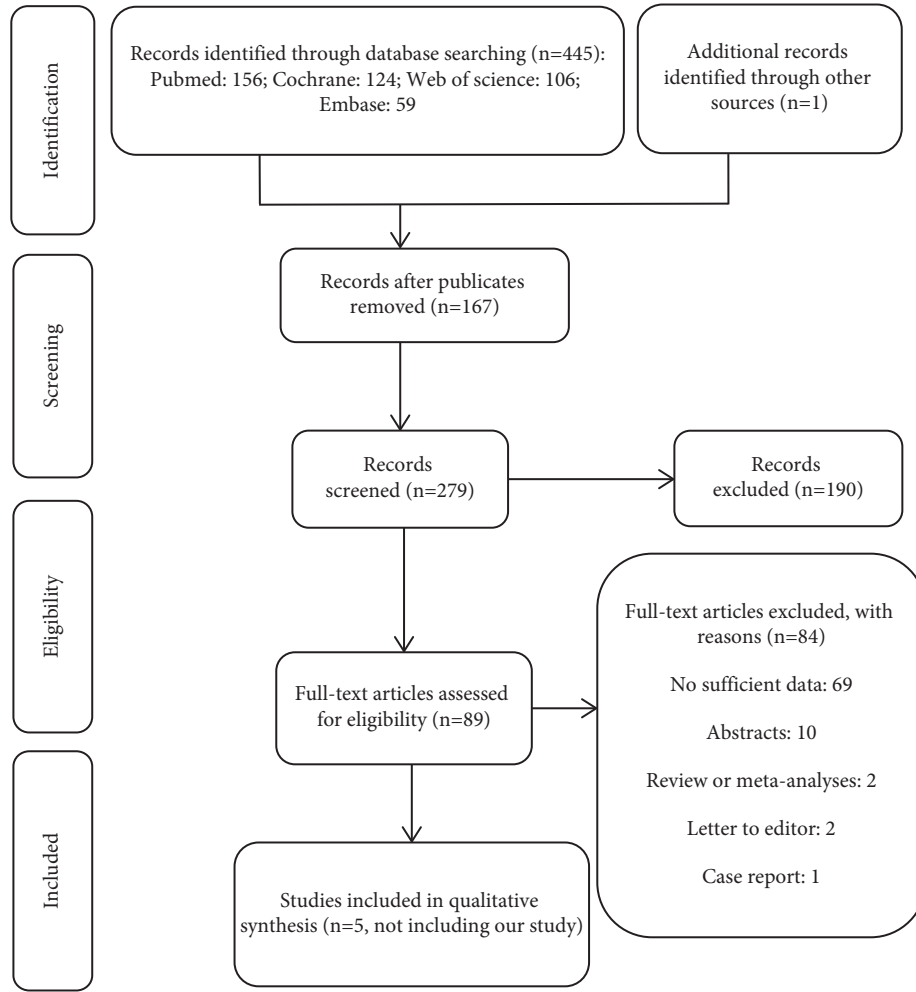 Identification
Records identified through database searching (n=445):
Pubmed: 156; Cochrane: 124; Web of science: 106;
Embase: 59
Additional records
identified through other
sources (n=1)
Screening
Records after publicates
removed (n=167)
Records
screened (n=279)
Records
excluded (n=190)
Eligibility
Full-text articles assessed
for eligibility (n=89)
Full-text articles excluded, with
reasons (n=84)
No sufficient data: 69
Abstracts: 10
Review or meta-analyses: 2
Letter to editor: 2
Case report: 1
Included
Studies included in qualitative
synthesis (n=5, not including our study)